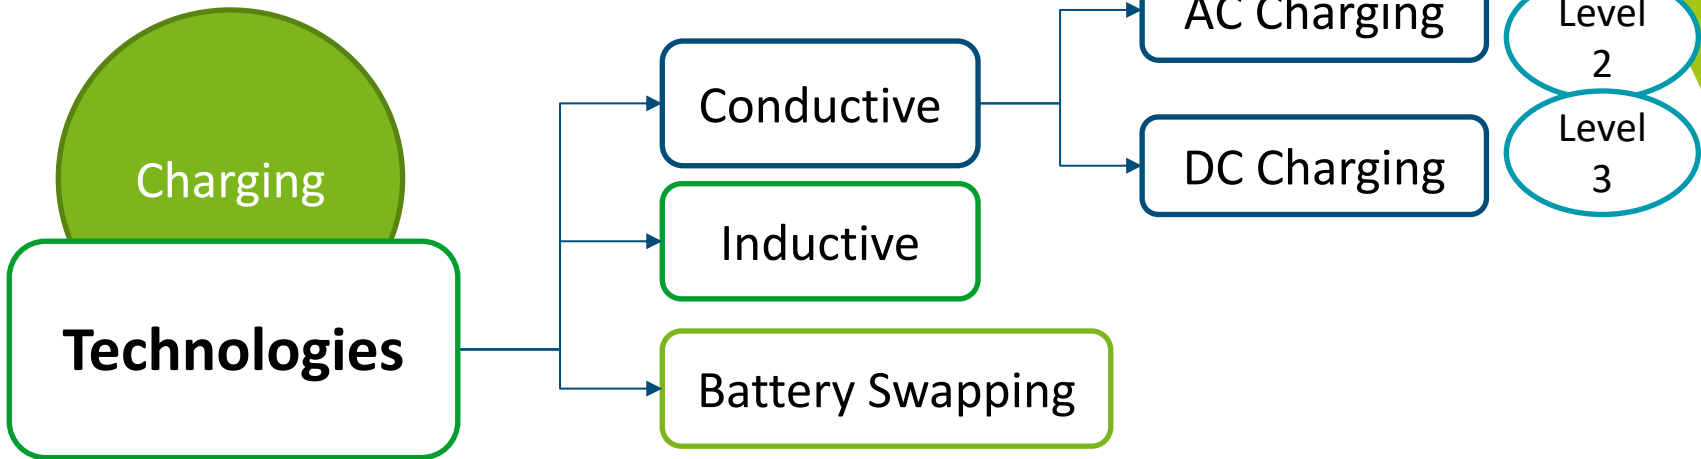 Charging
Technologies
Conductive
Inductive
Battery Swapping
AC Charging
DC Charging
Level
2
Level
3